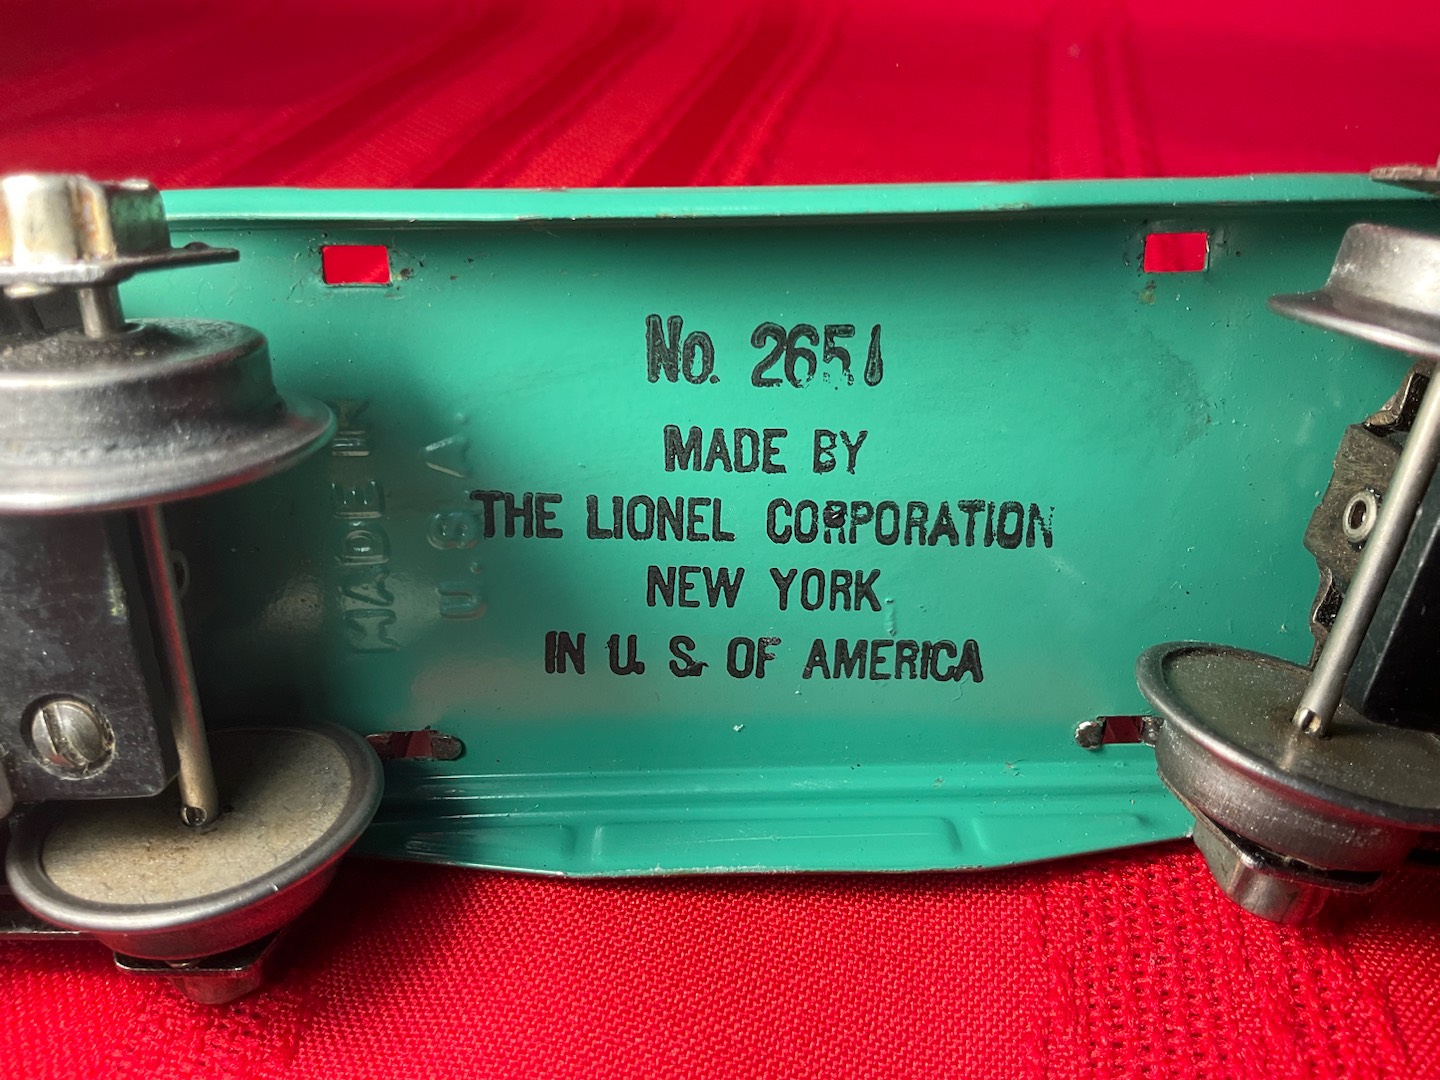 No. 2651
MADE BY
THE LIONEL CORPORATION
NEW YORK
IN U. S. OF AMERICA
MADE IN
U.S.A.